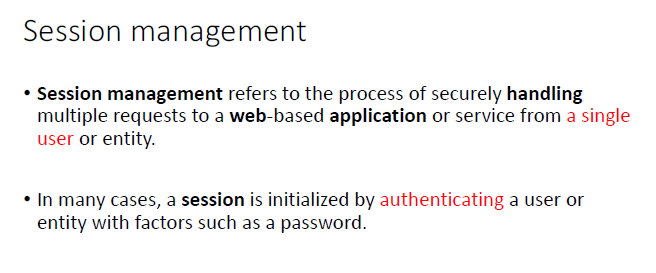 Session management
• Session management refers to the process of securely handling
multiple requests to a web-based application or service from a single
user or entity.
• In many cases, a session is initialized by authenticating a user or
entity with factors such as a password.